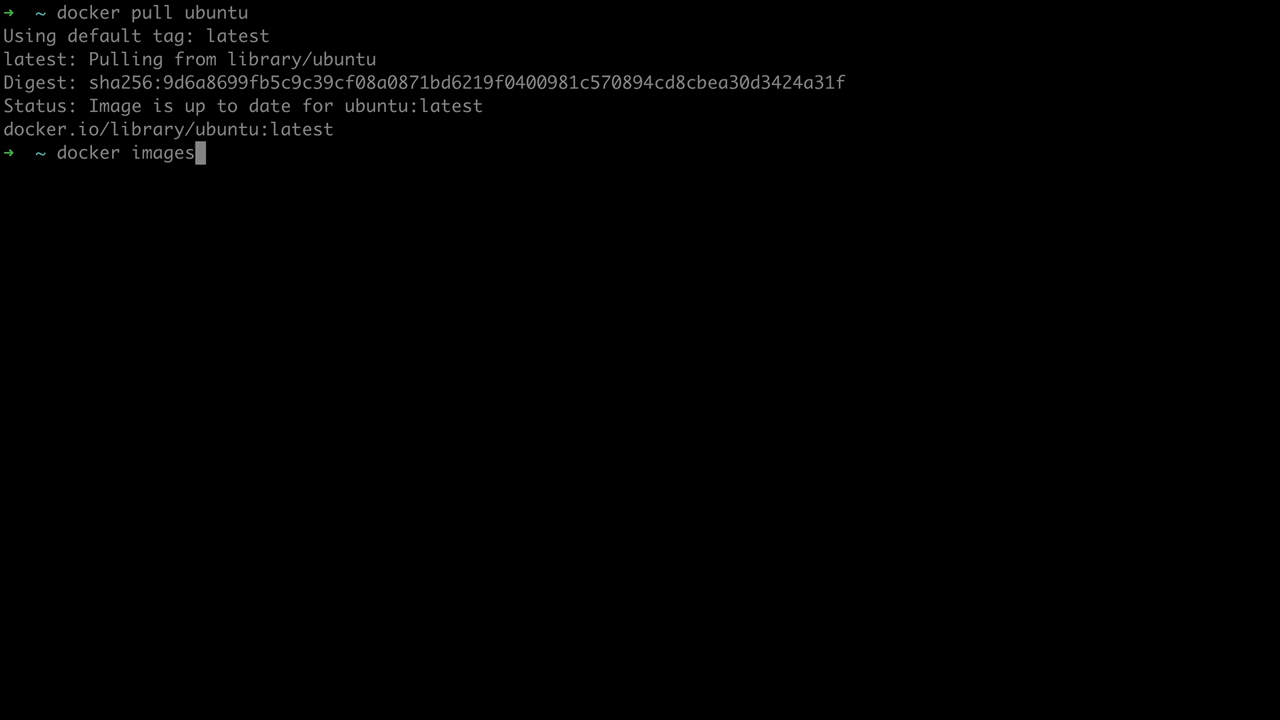 ➜  ~ docker pull ubuntu
Using default tag: latest
latest: Pulling from library/ubuntu
Digest: sha256:9d6a8699fb5c9c39cf08a0871bd6219f0400981c570894cd8cbea30d3424a31f
Status: Image is up to date for ubuntu:latest
docker.io/library/ubuntu:latest
➜  ~ docker images